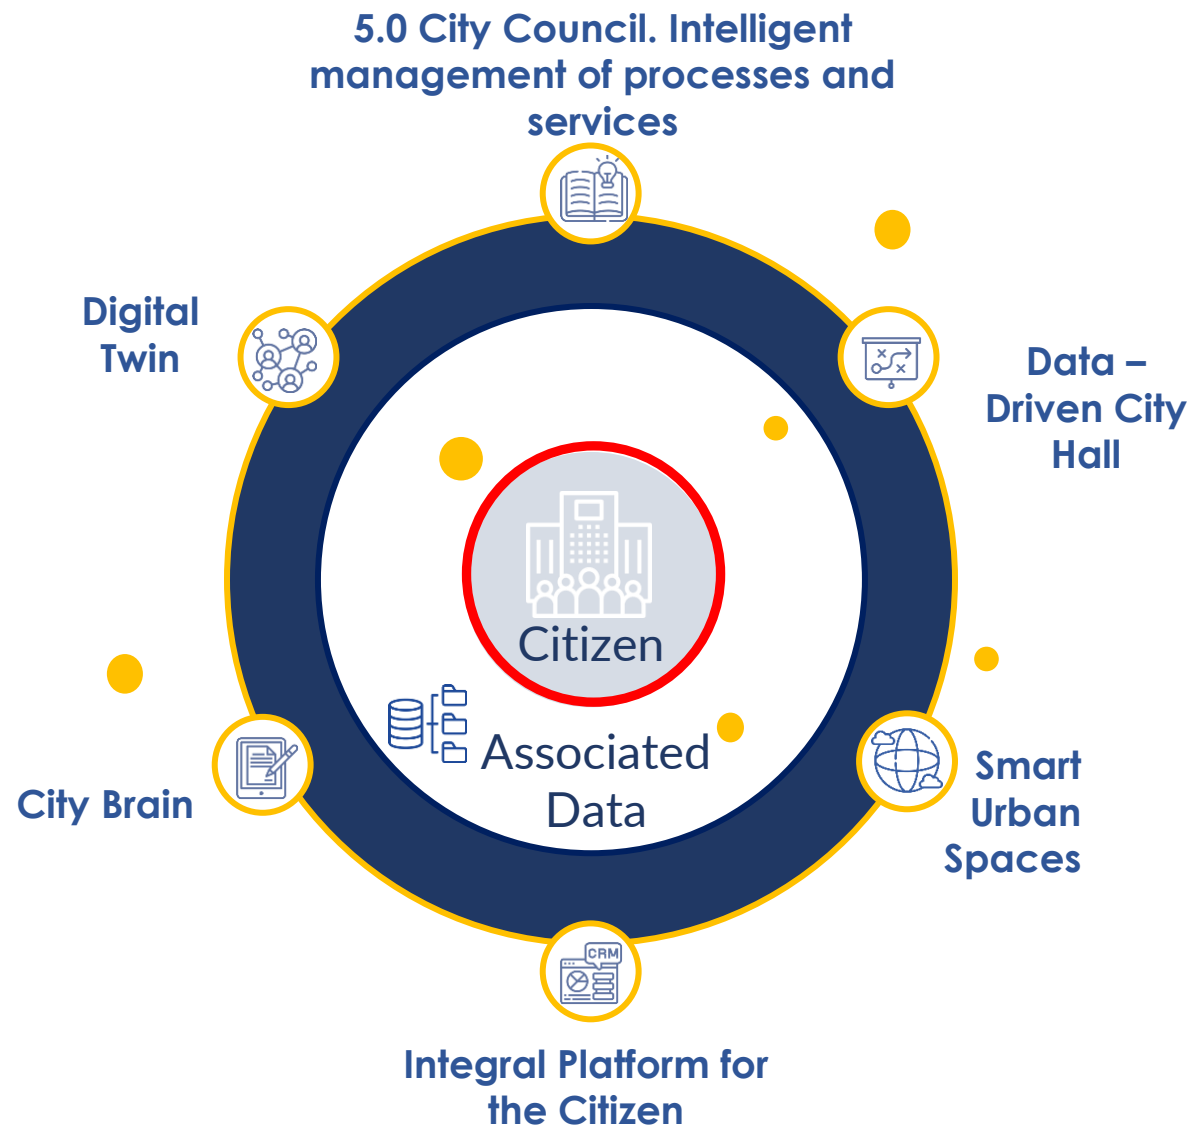 5.0 City Council. Intelligent
management of processes and
services
Digital
Twin
Data –
Driven City
Hall
Citizen
Associated
Data
City Brain
Smart
Urban
Spaces
CRM
Integral Platform for
the Citizen